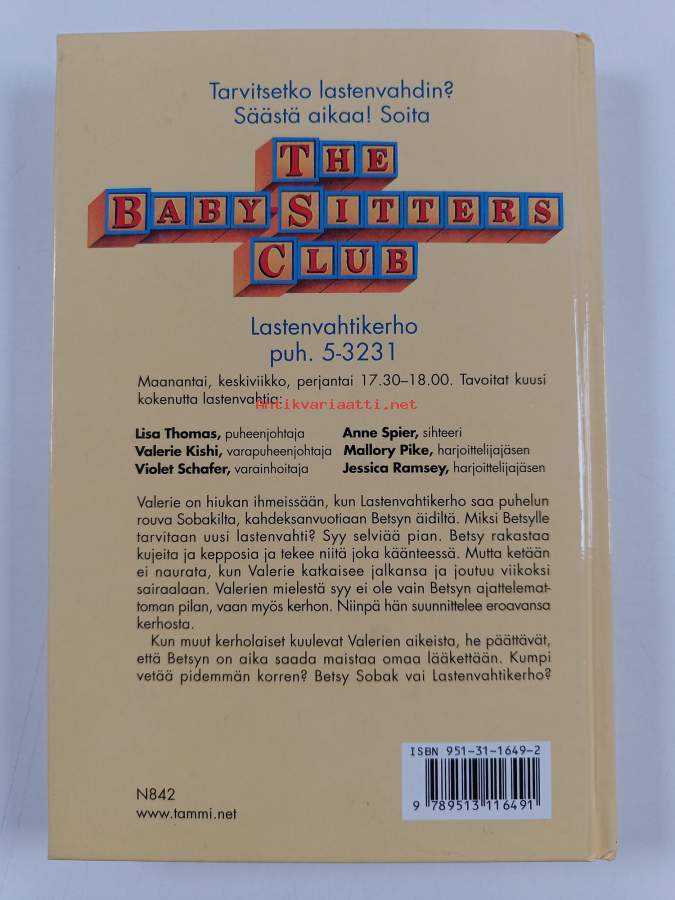 Tarvitsetko lastenvahdin?
Säästä aikaa! Soita
THE
BABY-SITTERS
CLUB
Lastenvahtikerho
puh. 5-3231
Maanantai, keskiviikko, perjantai 17.30–18.00. Tavoitat kuusi
kokenutta lastenvahtia:
Antikvariaatti.net
Lisa Thomas, puheenjohtaja Anne Spier, sihteeri
Valerie Kishi, varapuheenjohtaja Mallory Pike, harjoittelijajäsen
Violet Schafer, varainhoitaja Jessica Ramsey, harjoittelijajäsen
Valerie on hiukan ihmeissään, kun Lastenvahtikerho saa puhelun
rouva Sobakilta, kahdeksanvuotiaan Betsyn äidiltä. Miksi Betsylle
tarvitaan uusi lastenvahti? Syy selviää pian. Betsy rakastaa
kujeita ja kepposia ja tekee niitä joka käänteessä. Mutta ketään
ei naurata, kun Valerie katkaisee jalkansa ja joutuu viikoksi
sairaalaan. Valerien mielestä syy ei ole vain Betsyn ajattelemat-
toman pilan, vaan myös kerhon. Niinpä hän suunnittelee eroavansa
kerhosta.
Kun muut kerholaiset kuulevat Valerien aikeista, he päättävät,
että Betsyn on aika saada maistaa omaa lääkettään. Kumpi
vetää pidemmän korren? Betsy Sobak vai Lastenvahtikerho?
ISBN 951-31-1649-2
9 789513 116491
N842
www.tammi.net